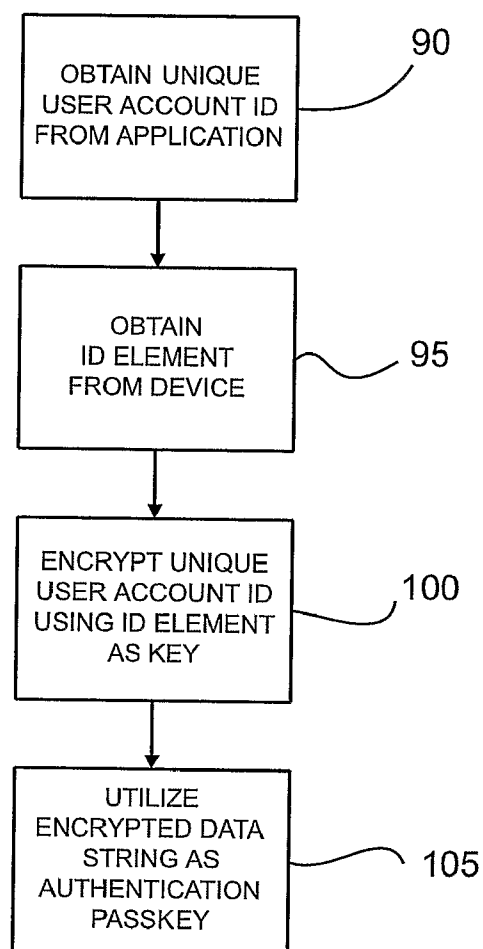 OBTAIN UNIQUE
USER ACCOUNT ID
FROM APPLICATION
90
OBTAIN
ID ELEMENT
FROM DEVICE
95
ENCRYPT UNIQUE
USER ACCOUNT ID
USING ID ELEMENT
AS KEY
100
UTILIZE
ENCRYPTED DATA
STRING AS
AUTHENTICATION
PASSKEY
105